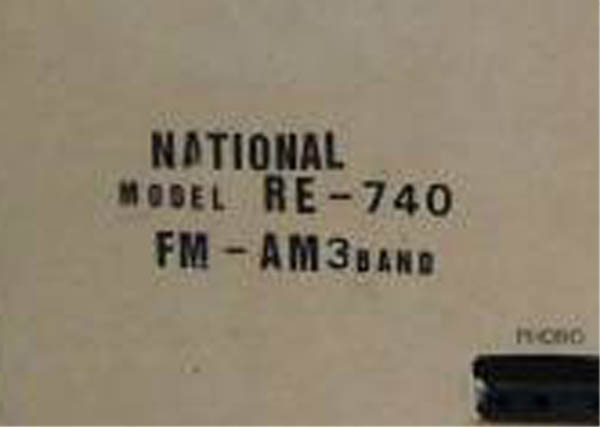 NATIONAL
MODEL RE-740
FM-AM3BAND
PHONO